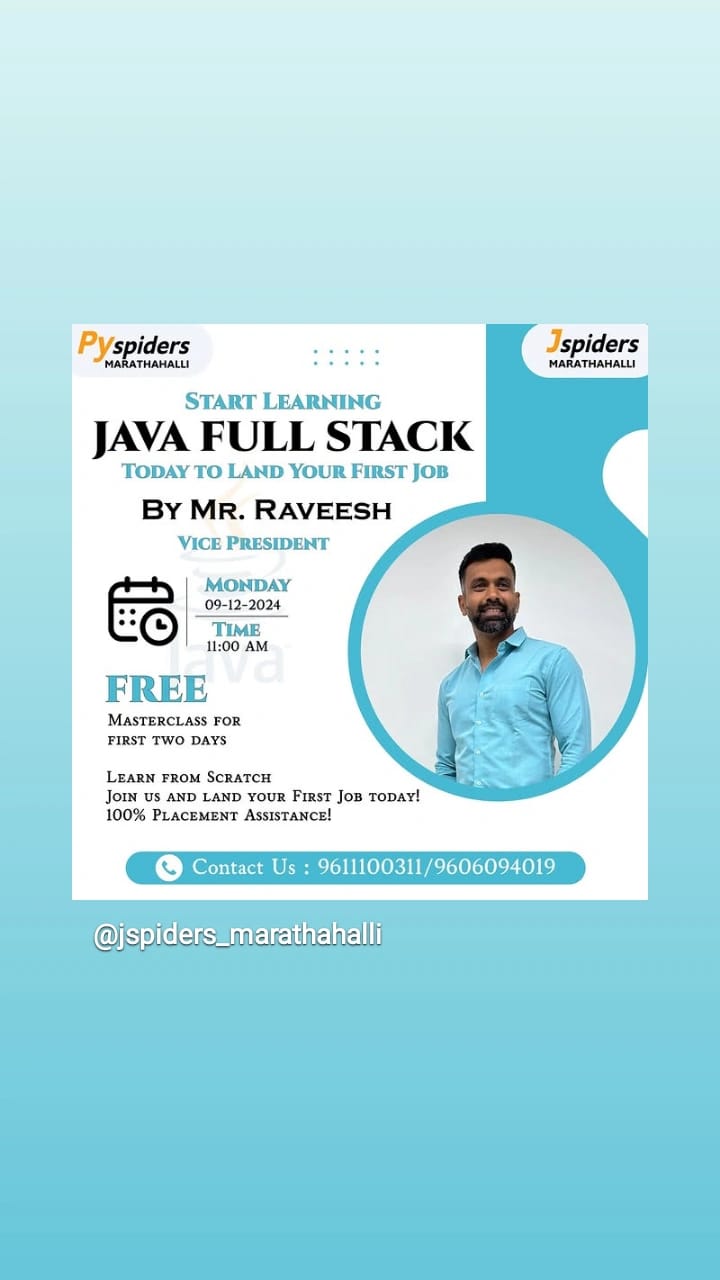 Pyspiders
MARATHAHALLI
Jspiders
MARATHAHALLI
START LEARNING
JAVA FULL STACK
TODAY TO LAND YOUR FIRST JOB
BY MR. RAVEESH
VICE PRESIDENT
MONDAY
09-12-2024
TIME
11:00 AM
Java
FREE
MASTERCLASS FOR
FIRST TWO DAYS
LEARN FROM SCRATCH
JOIN US AND LAND YOUR FIRST JOB TODAY!
100% PLACEMENT ASSISTANCE!
Contact Us : 9611100311/9606094019
@jspiders_marathahalli